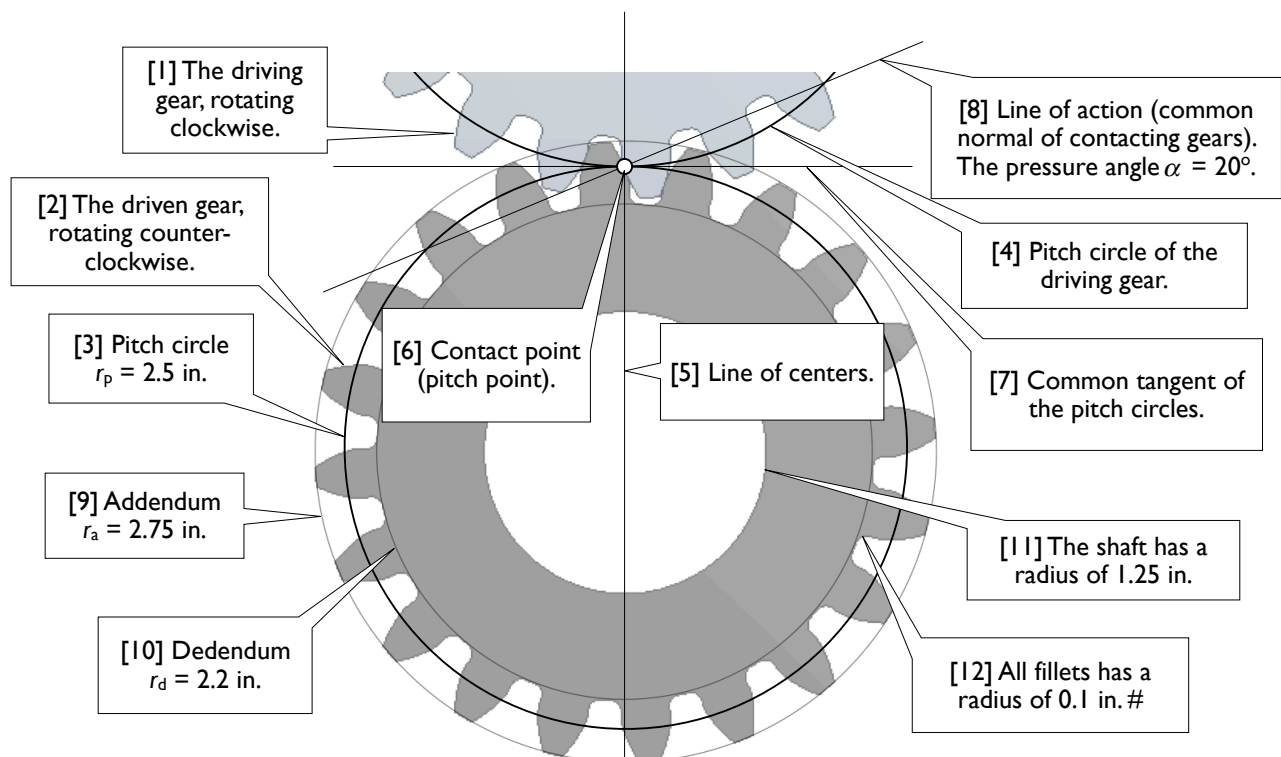 [1] The driving
gear, rotating
clockwise.
[8] Line of action (common
normal of contacting gears).
The pressure angle α = 20°.
[2] The driven gear,
rotating counter-
clockwise.
[4] Pitch circle of the
driving gear.
[3] Pitch circle
rp = 2.5 in.
[6] Contact point
(pitch point).
[5] Line of centers.
[7] Common tangent of
the pitch circles.
[9] Addendum
ra = 2.75 in.
[11] The shaft has a
radius of 1.25 in.
[10] Dedendum
rd = 2.2 in.
[12] All fillets has a
radius of 0.1 in. #